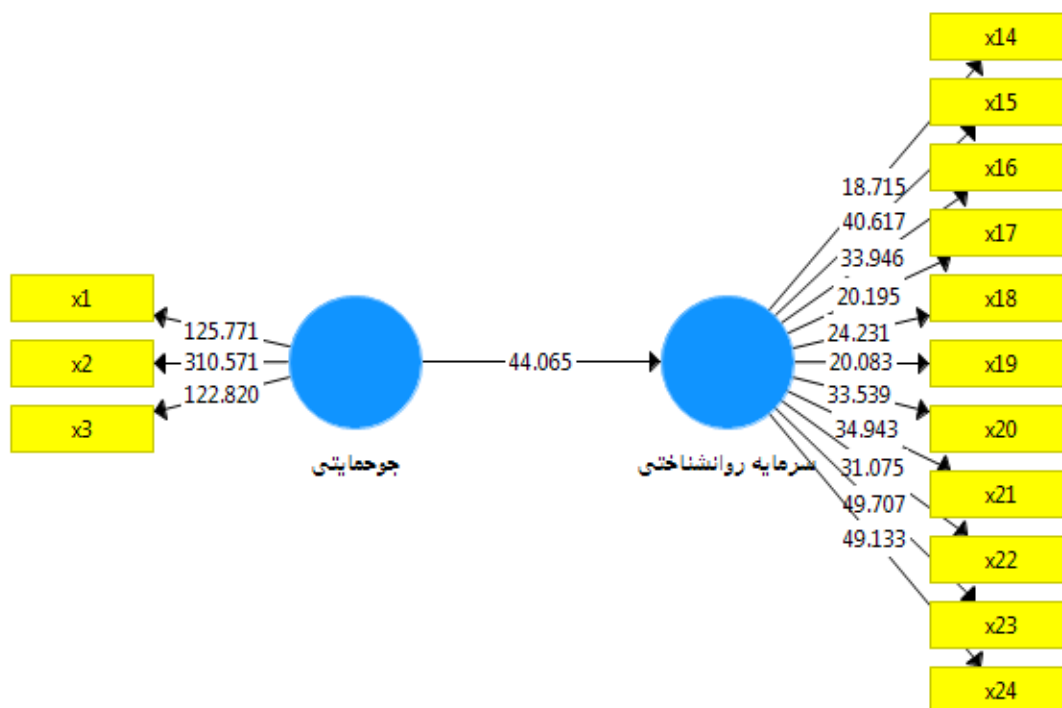 x1
x2
x3
125.771
310.571
122.820
جوحمایتی
44.065
سرمایه روانشناختی
18.715
40.617
33.946
20.195
24.231
20.083
33.539
34.943
31.075
49.707
49.133
x14
x15
x16
x17
x18
x19
x20
x21
x22
x23
x24